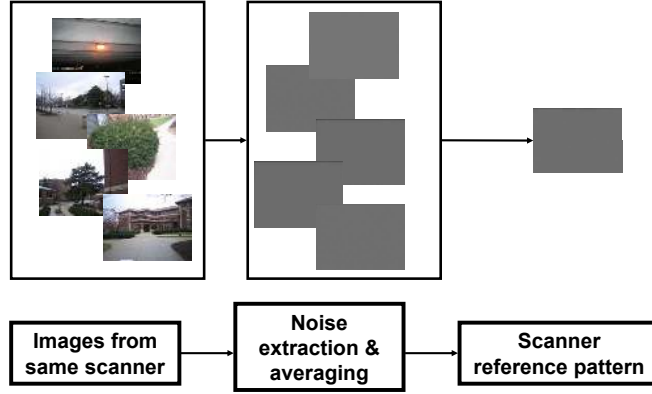 Images from
same scanner
Noise
extraction &
averaging
Scanner
reference pattern